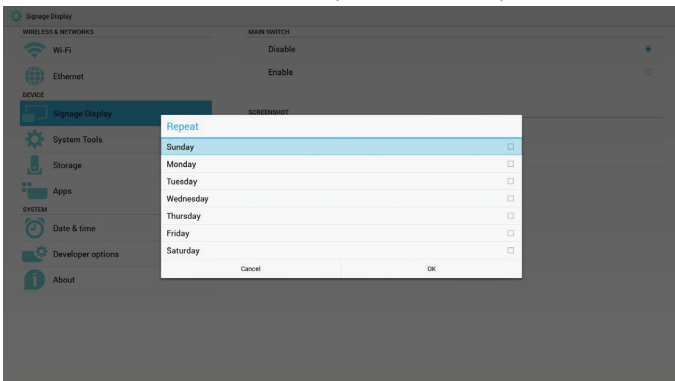 Signage Display
WIRELESS & NETWORKS
Wi-Fi
Ethernet
DEVICE
Signage Display
System Tools
Storage
Apps
SYSTEM
Date & time
Developer options
About
MAIN SWITCH
Disable
Enable
SCREENSHOT
Repeat
Sunday
Monday
Tuesday
Wednesday
Thursday
Friday
Saturday
Cancel
OK